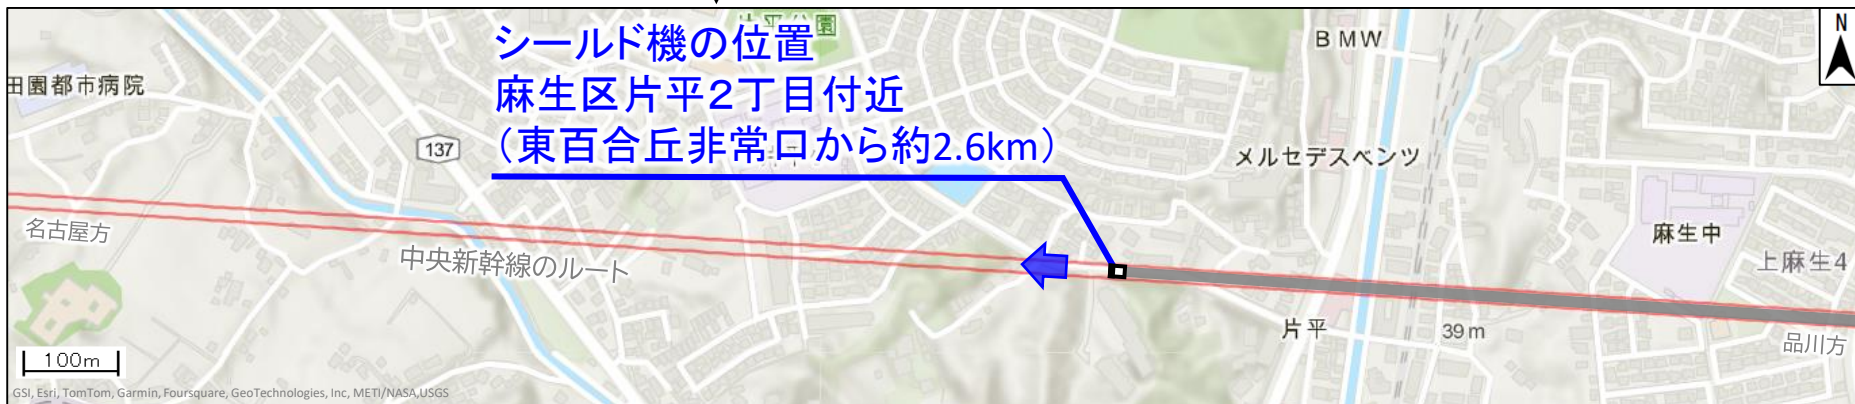 シールド機の位置
麻生区片平2丁目付近
（東百合丘非常口から約2.6km）
園
BMW
N
田園都市病院
137
メルセデスベンツ
名古屋方
中央新幹線のルート
麻生中
上麻生4
片平
39m
品川方
100m
GSI, Esri, TomTom, Garmin, Foursquare, GeoTechnologies, Inc, METI/NASA,USGS